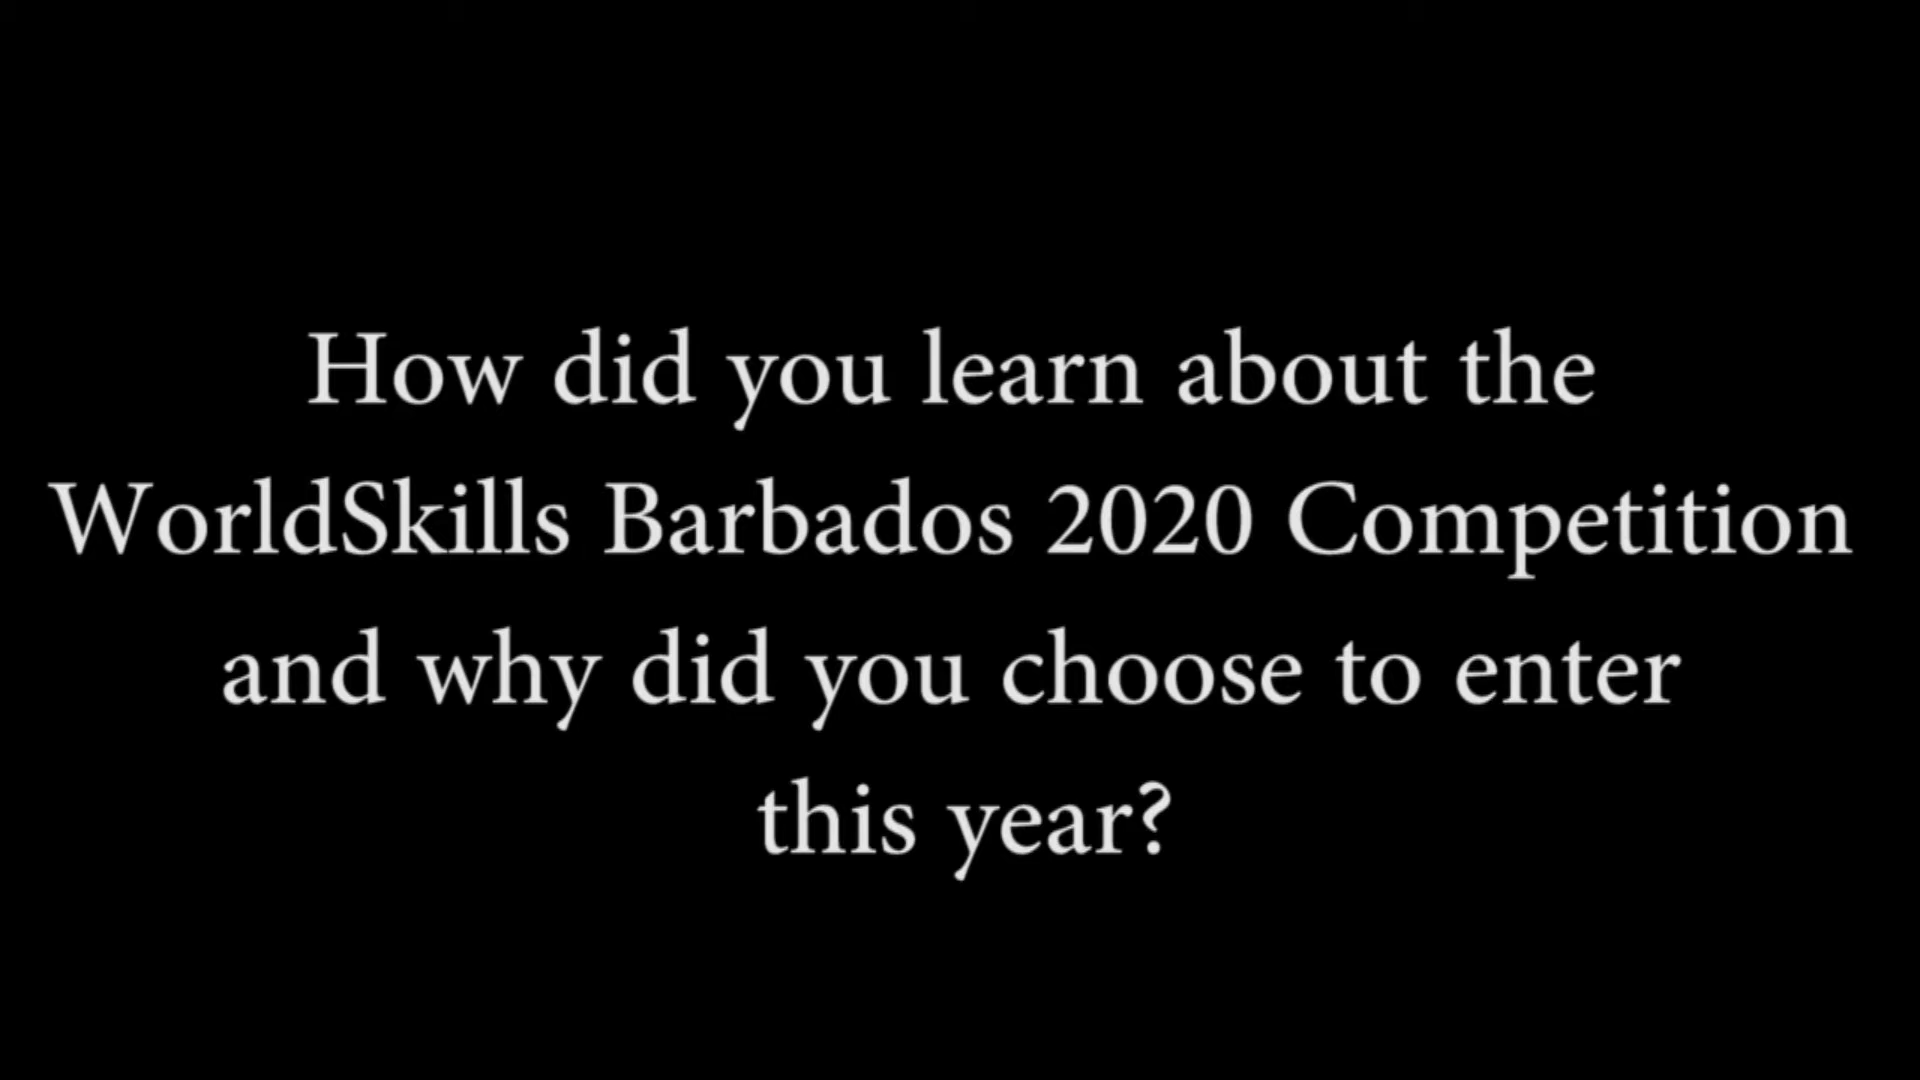 How did you learn about the
WorldSkills Barbados 2020 Competition
and why did you choose to enter
this year?